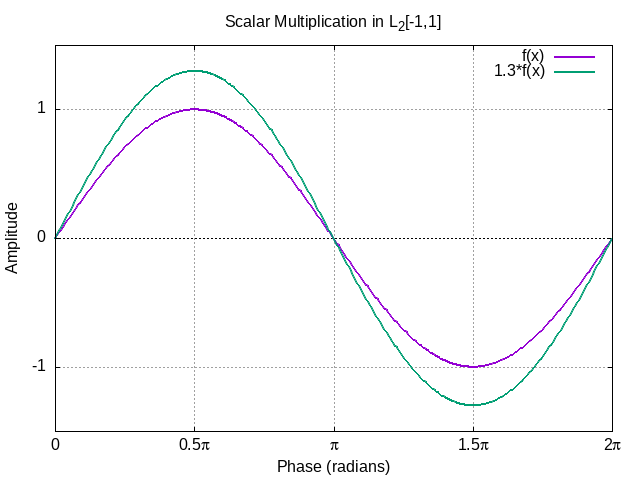 Scalar Multiplication in L2[-1,1]
f(x)
1.3*f(x)
1
0
-1
Amplitude
0 0.5π π 1.5π 2π
Phase (radians)